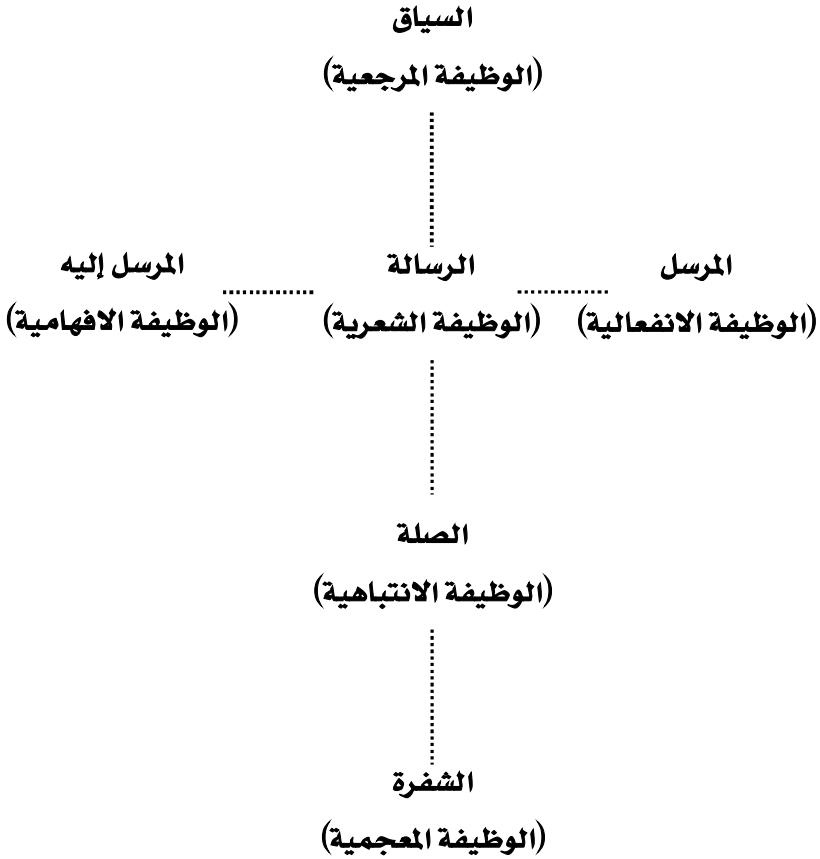 السياق
(الوظيفة المرجعية)
المرسل
الرسالة
المرسل إليه
(الوظيفة الانفعالية)
(الوظيفة الشعرية)
(الوظيفة الافهامية)
الصلة
(الوظيفة الانتباهية)
الشفرة
(الوظيفة المعجمية)